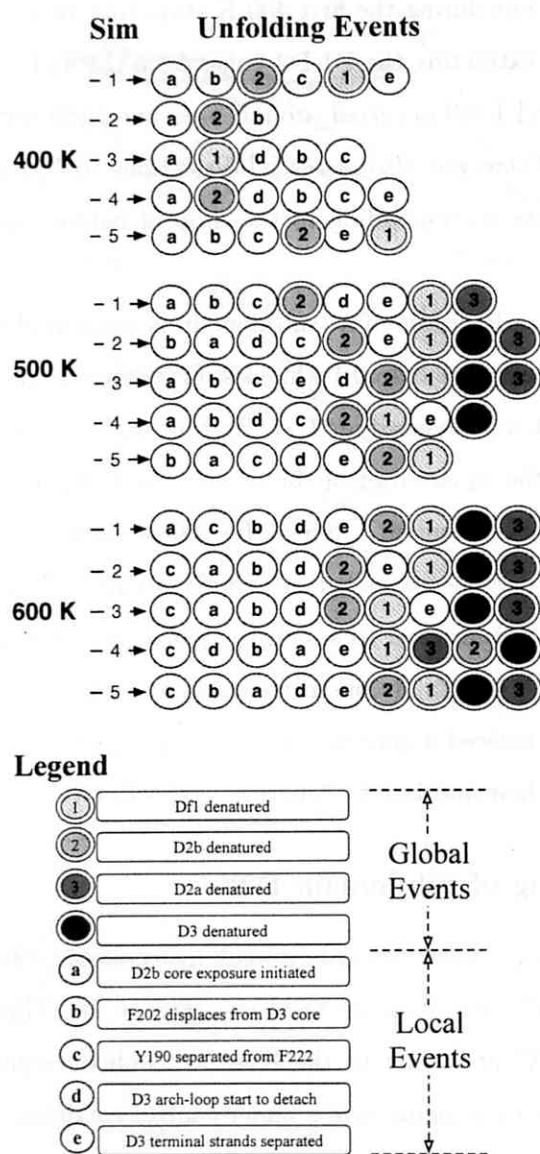 Sim Unfolding Events
- 1 a b 2 c 1 e
- 2 a 2 b
400 K - 3 a 1 d b c
- 4 a 2 d b c e
- 5 a b c 2 e 1
- 1 a b c 2 d e 1 3
- 2 b a d c 2 e 1 3
500 K - 3 a b c e d 2 1 3
- 4 a b d c 2 1 e
- 5 b a c d e 2 1
- 1 a c b d e 2 1 3
- 2 c a b d 2 e 1 3
600 K - 3 c a b d 2 1 e 3
- 4 c d b a e 1 3 2
- 5 c b a d e 2 1 3
Legend
1 Df1 denatured
2 D2b denatured
3 D2a denatured
D3 denatured
Global Events
a D2b core exposure initiated
b F202 displaces from D3 core
c Y190 separated from F222
d D3 arch-loop start to detach
e D3 terminal strands separated
Local Events